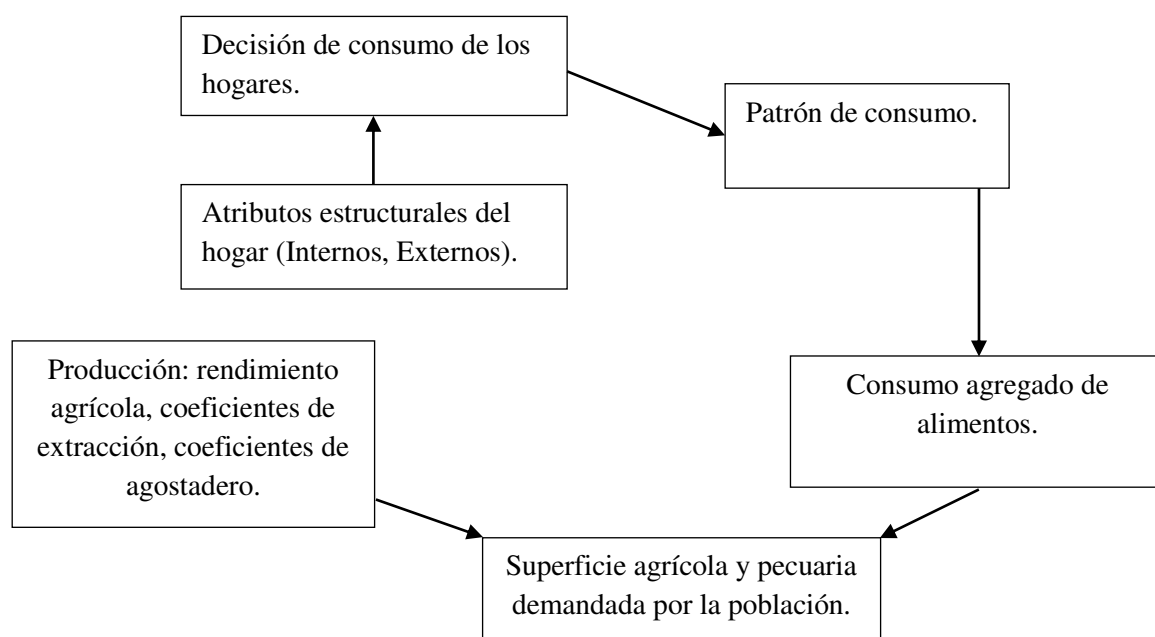 Decisión de consumo de los
hogares.
Patrón de consumo.
Atributos estructurales del
hogar (Internos, Externos).
Producción: rendimiento
agrícola, coeficientes de
extracción, coeficientes de
agostadero.
Consumo agregado de
alimentos.
Superficie agrícola y pecuaria
demandada por la población.